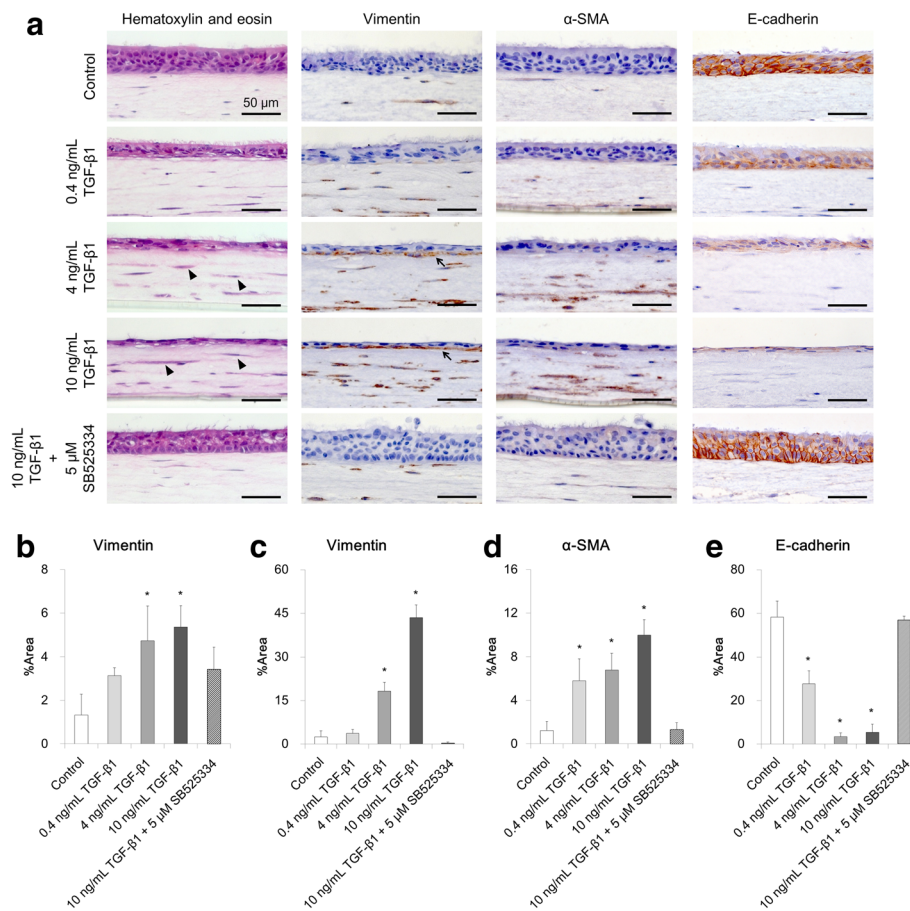 a
Hematoxylin and eosin
Vimentin
α-SMA
E-cadherin
Control
50 µm
0.4 ng/mL
TGF-β1
4 ng/mL
TGF-β1
10 ng/mL
TGF-β1
10 ng/mL
TGF-β1
+
5 µM
SB525334
b
Vimentin
%Area
8
6
4
2
0
*
*
Control
0.4 ng/mL TGF-β1
4 ng/mL TGF-β1
10 ng/mL TGF-β1
10 ng/mL TGF-β1 + 5 µM SB525334
c
Vimentin
%Area
60
45
30
15
0
*
*
Control
0.4 ng/mL TGF-β1
4 ng/mL TGF-β1
10 ng/mL TGF-β1
10 ng/mL TGF-β1 + 5 µM SB525334
d
α-SMA
%Area
12
8
4
0
*
*
*
Control
0.4 ng/mL TGF-β1
4 ng/mL TGF-β1
10 ng/mL TGF-β1
10 ng/mL TGF-β1 + 5 µM SB525334
e
E-cadherin
%Area
80
60
40
20
0
*
*
*
Control
0.4 ng/mL TGF-β1
4 ng/mL TGF-β1
10 ng/mL TGF-β1
10 ng/mL TGF-β1 + 5 µM SB525334